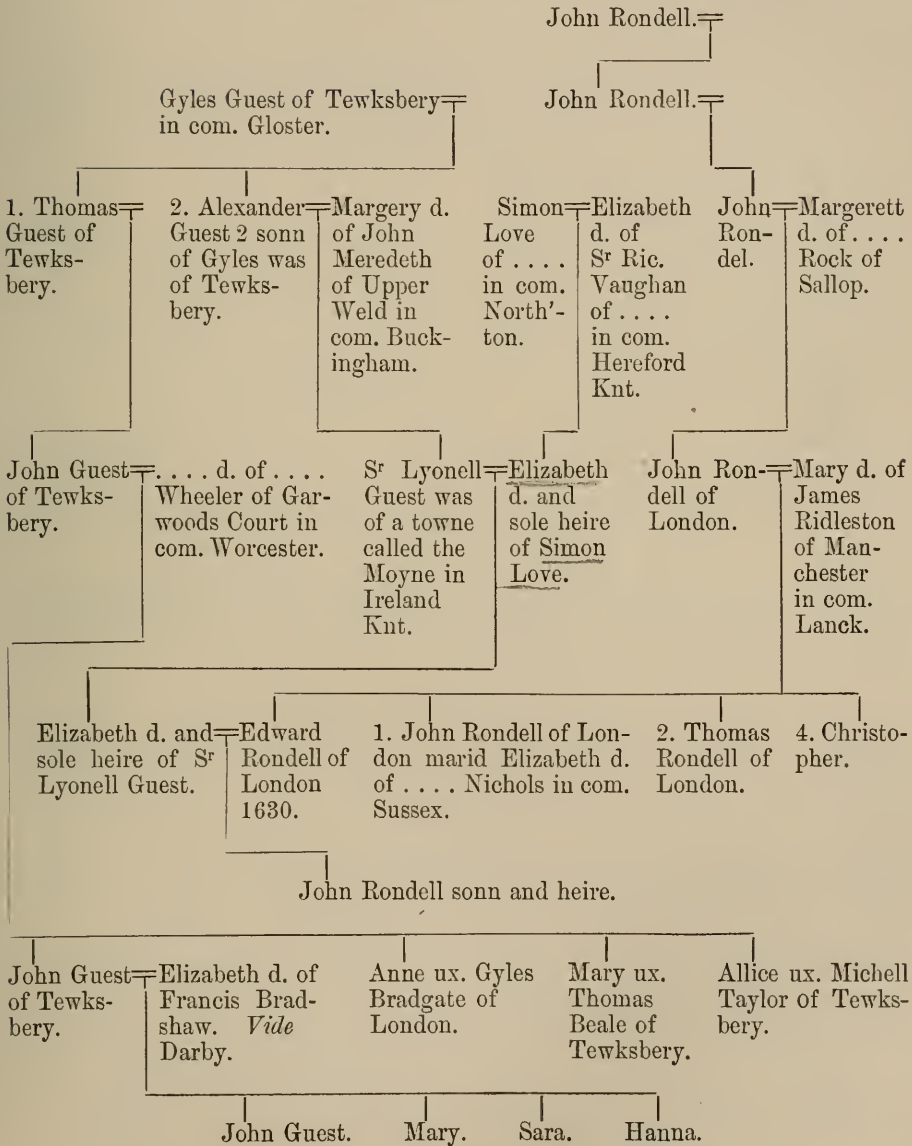 John Rondell.
Gyles Guest of Tewksbery
in com. Gloster.
John Rondell.
1. Thomas
Guest of
Tewks-
bery.
2. Alexander
Guest 2 sonn
of Gyles was
of Tewks-
bery.
Margery d.
of John
Meredeth
of Upper
Weld in
com. Buck-
ingham.
Simon
Love
of . . . .
in com.
North'-
ton.
Elizabeth
d. of
Sr Ric.
Vaughan
of . . . .
in com.
Hereford
Knt.
John
Ron-
del.
Margerett
d. of . . . .
Rock of
Sallop.
John Guest
of Tewks-
bery.
. . . . d. of . . . .
Wheeler of Gar-
woods Court in
com. Worcester.
Sr Lyonell
Guest was
of a towne
called the
Moyne in
Ireland
Knt.
Elizabeth
d. and
sole heire
of Simon
Love.
John Ron-
dell of
London.
Mary d. of
James
Ridleston
of Man-
chester
in com.
Lanck.
Elizabeth d. and
sole heire of Sr
Lyonell Guest.
Edward
Rondell of
London
1630.
1. John Rondell of Lon-
don marid Elizabeth d.
of . . . . Nichols in com.
Sussex.
2. Thomas
Rondell of
London.
4. Christo-
pher.
John Rondell sonn and heire.
John Guest
of Tewks-
bery.
Elizabeth d. of
Francis Brad-
shaw. Vide
Darby.
Anne ux. Gyles
Bradgate of
London.
Mary ux.
Thomas
Beale of
Tewksbery.
Allice ux. Michell
Taylor of Tewks-
bery.
John Guest.
Mary.
Sara.
Hanna.